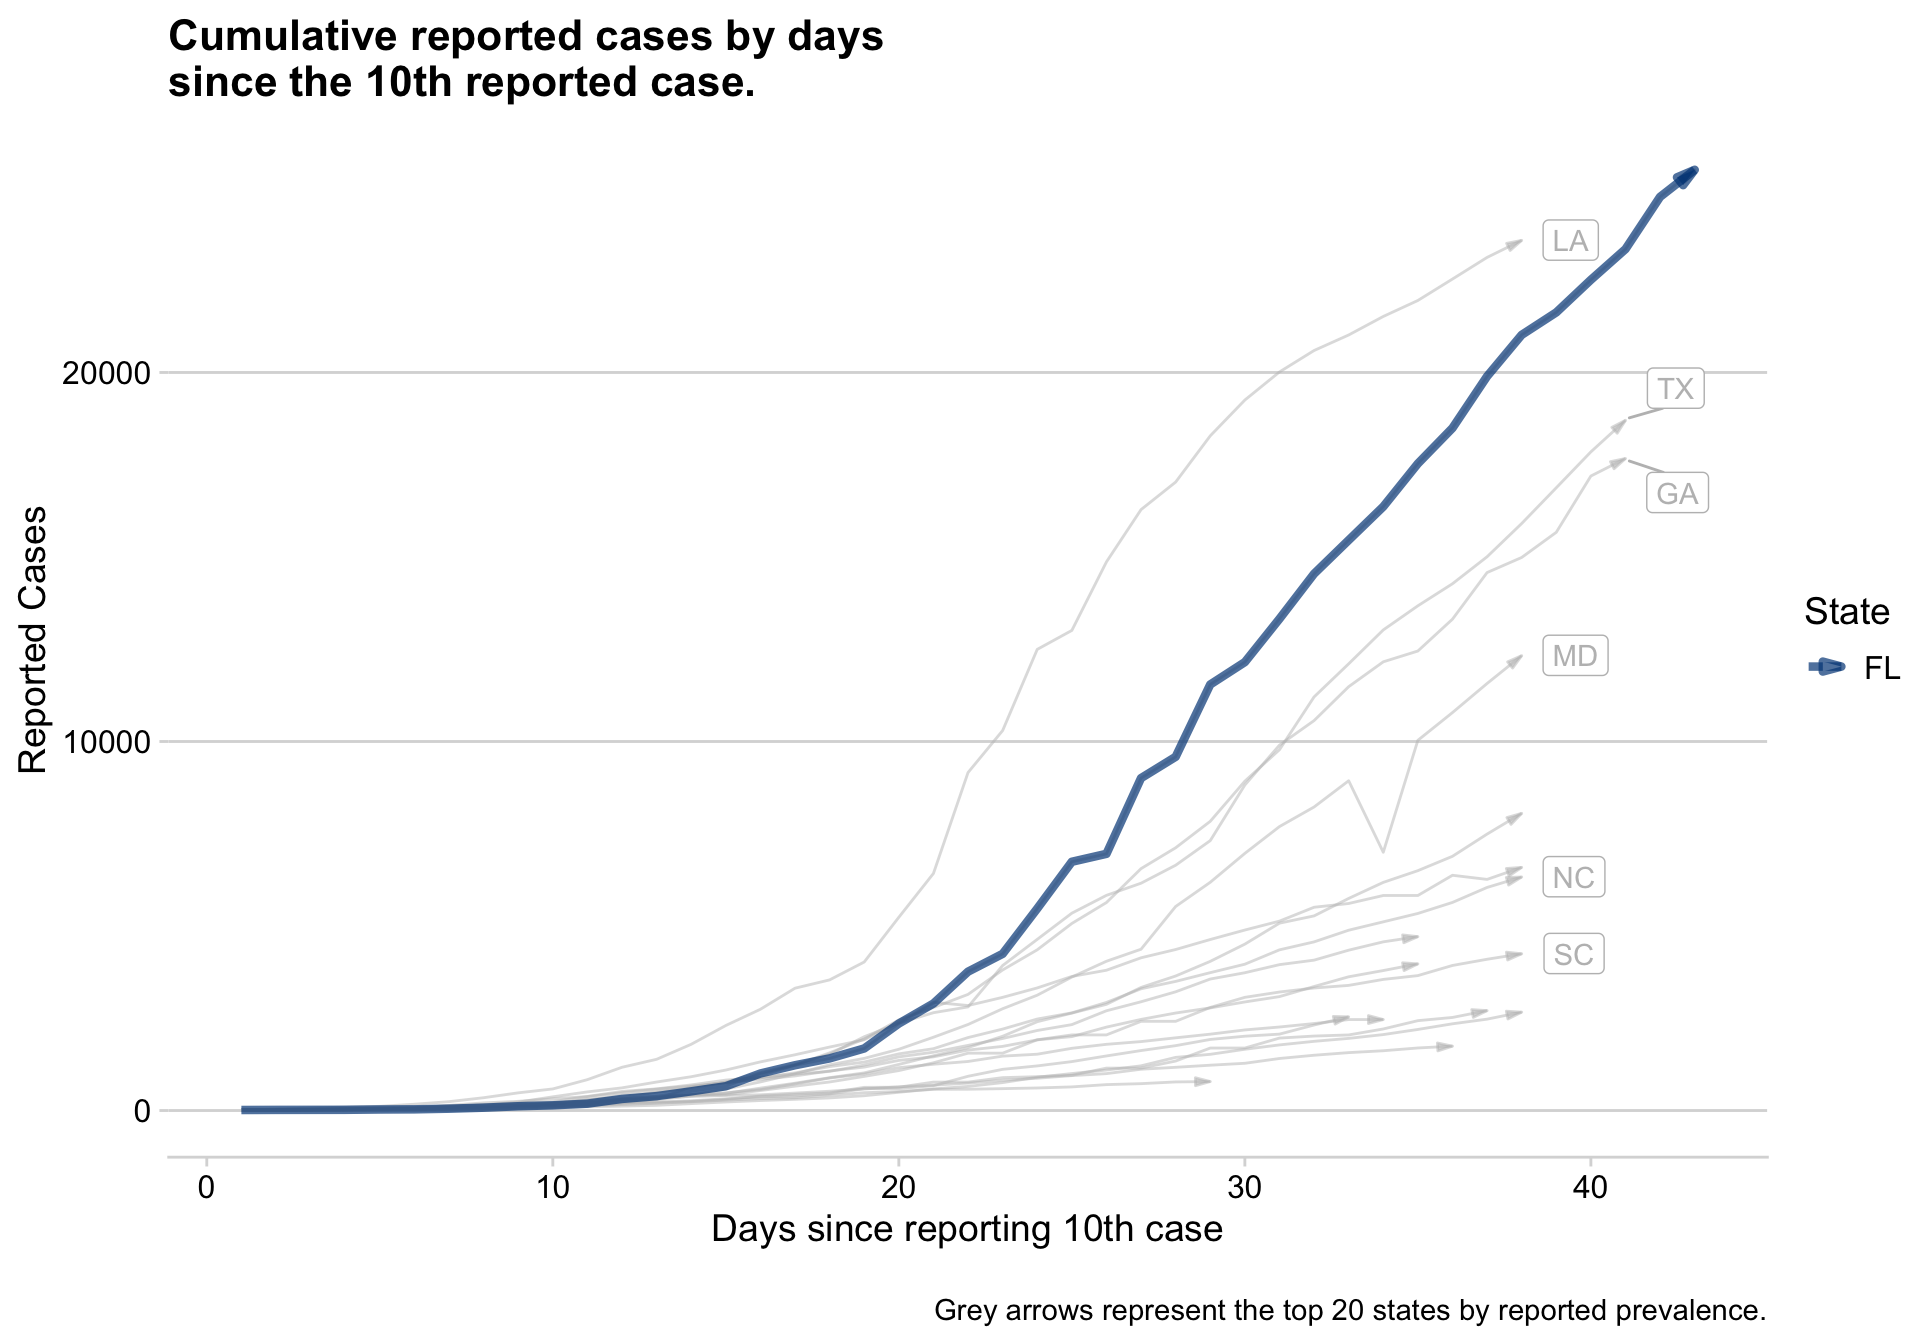 Cumulative reported cases by days
since the 10th reported case.
LA
TX
20000
GA
Reported Cases
State
FL
MD
10000
NC
SC
0
0 10 20 30 40
Days since reporting 10th case
Grey arrows represent the top 20 states by reported prevalence.